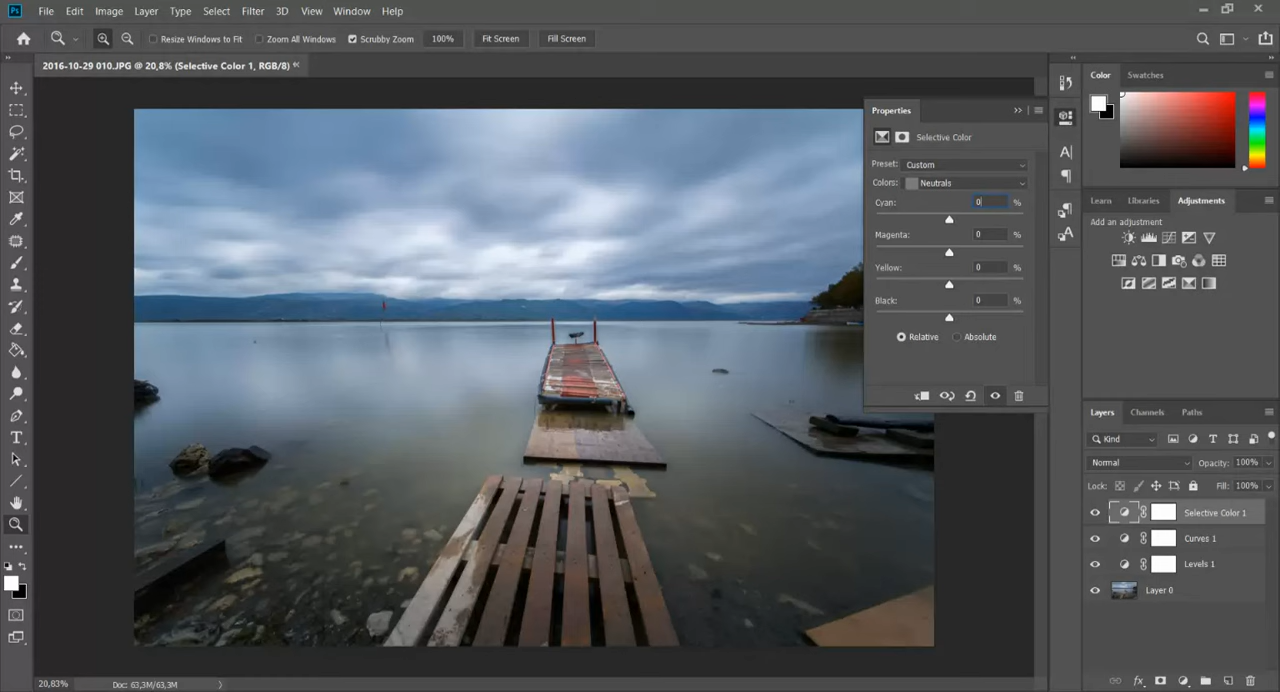 Ps File Edit Image Layer Type Select Filter 3D View Window Help
Resize Windows to Fit Zoom All Windows Scrubby Zoom 100% Fit Screen Fill Screen
2016-10-29 010.JPG @ 20,8% (Selective Color 1, RGB/8)
Properties
Selective Color
Preset: Custom
Colors: Neutrals
Cyan: 0 %
Magenta: 0 %
Yellow: 0 %
Black: 0 %
Relative Absolute
Color Swatches
Learn Libraries Adjustments
Add an adjustment
Layers Channels Paths
Kind
Normal Opacity: 100%
Lock: Fill: 100%
Selective Color 1
Curves 1
Levels 1
Layer 0
20,83% Doc: 63,3M/63,3M